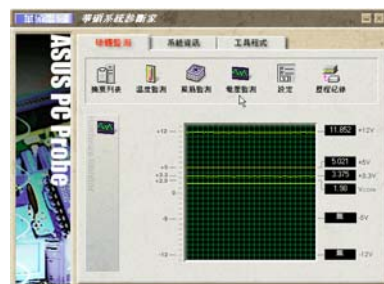 華碩系統診斷家
硬體監測 系統資訊 工具程式
摘要列表 溫度監測 風扇監測 電壓監測 設定 歷程記錄
ASUS PC Probe
+12 11.852 +12V
+5 5.021 +5V
+3.3 3.375 +3.3V
1.50 Vcore
0
-5 無 -5V
-12 無 -12V